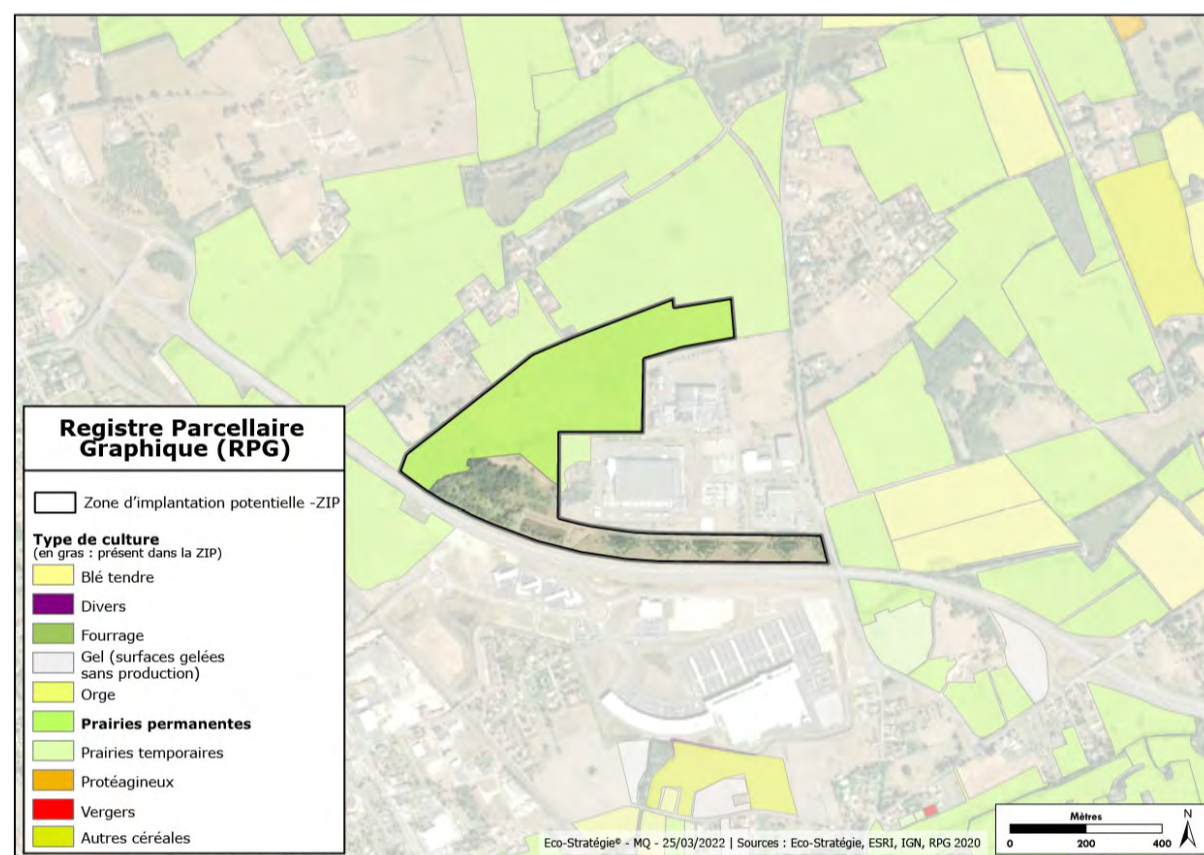 Registre Parcellaire
Graphique (RPG)
Zone d'implantation potentielle -ZIP
Type de culture
(en gras : présent dans la ZIP)
Blé tendre
Divers
Fourrage
Gel (surfaces gelées
sans production)
Orge
Prairies permanentes
Prairies temporaires
Protéagineux
Vergers
Autres céréales
Eco-Stratégie® - MQ - 25/03/2022 | Sources : Eco-Stratégie, ESRI, IGN, RPG 2020
Mètres
0 200 400
N